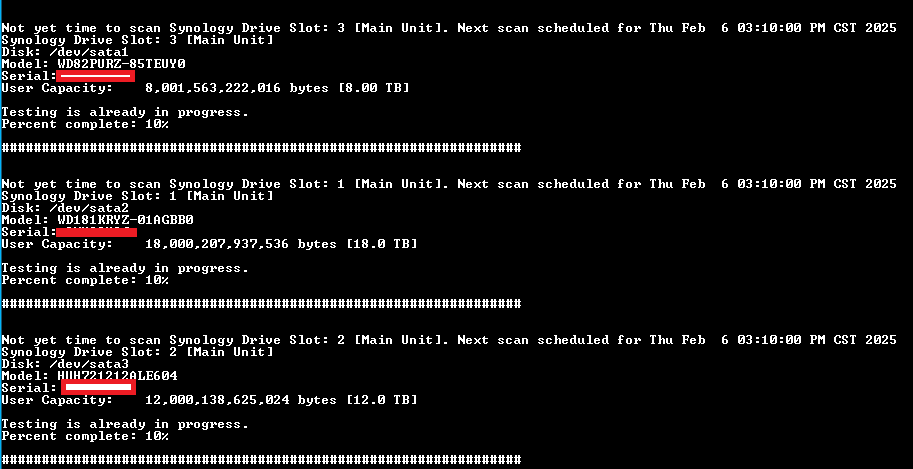 Not yet time to scan Synology Drive Slot: 3 [Main Unit]. Next scan scheduled for Thu Feb  6 03:10:00 PM CST 2025
Synology Drive Slot: 3 [Main Unit]
Disk: /dev/sata1
Model: WD82PURZ-85TEUY0
Serial:
User Capacity:    8,001,563,222,016 bytes [8.00 TB]
Testing is already in progress.
Percent complete: 10%
#################################################################
Not yet time to scan Synology Drive Slot: 1 [Main Unit]. Next scan scheduled for Thu Feb  6 03:10:00 PM CST 2025
Synology Drive Slot: 1 [Main Unit]
Disk: /dev/sata2
Model: WD181KRYZ-01AGBB0
Serial:
User Capacity:    18,000,207,937,536 bytes [18.0 TB]
Testing is already in progress.
Percent complete: 10%
#################################################################
Not yet time to scan Synology Drive Slot: 2 [Main Unit]. Next scan scheduled for Thu Feb  6 03:10:00 PM CST 2025
Synology Drive Slot: 2 [Main Unit]
Disk: /dev/sata3
Model: HUH721212ALE604
Serial:
User Capacity:    12,000,138,625,024 bytes [12.0 TB]
Testing is already in progress.
Percent complete: 10%
#################################################################